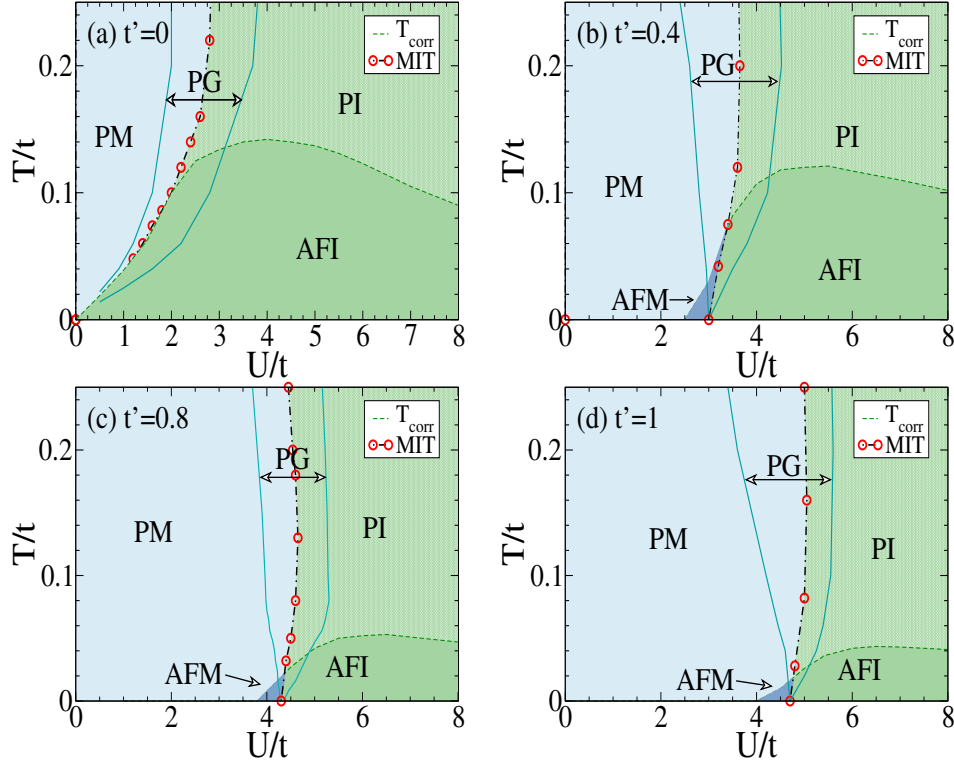 (a) t'=0
T_corr
MIT
PG
PM
PI
AFI
0.2
0.1
0
T/t
0 1 2 3 4 5 6 7 8
U/t
(b) t'=0.4
T_corr
MIT
PG
PM
PI
AFM
AFI
0.2
0.1
0
T/t
0 2 4 6 8
U/t
(c) t'=0.8
T_corr
MIT
PG
PM
PI
AFM
AFI
0.2
0.1
0
T/t
0 2 4 6 8
U/t
(d) t'=1
T_corr
MIT
PG
PM
PI
AFM
AFI
0.2
0.1
0
T/t
0 2 4 6 8
U/t